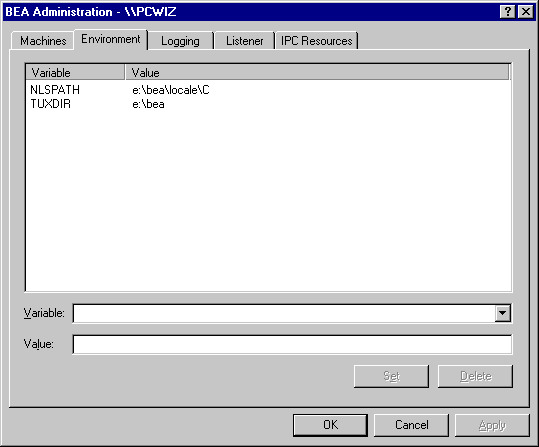 BEA Administration - \\PCWIZ
Machines Environment Logging Listener IPC Resources
Variable Value
NLSPATH e:\bea\locale\C
TUXDIR e:\bea
Variable:
Value:
Set Delete
OK Cancel Apply